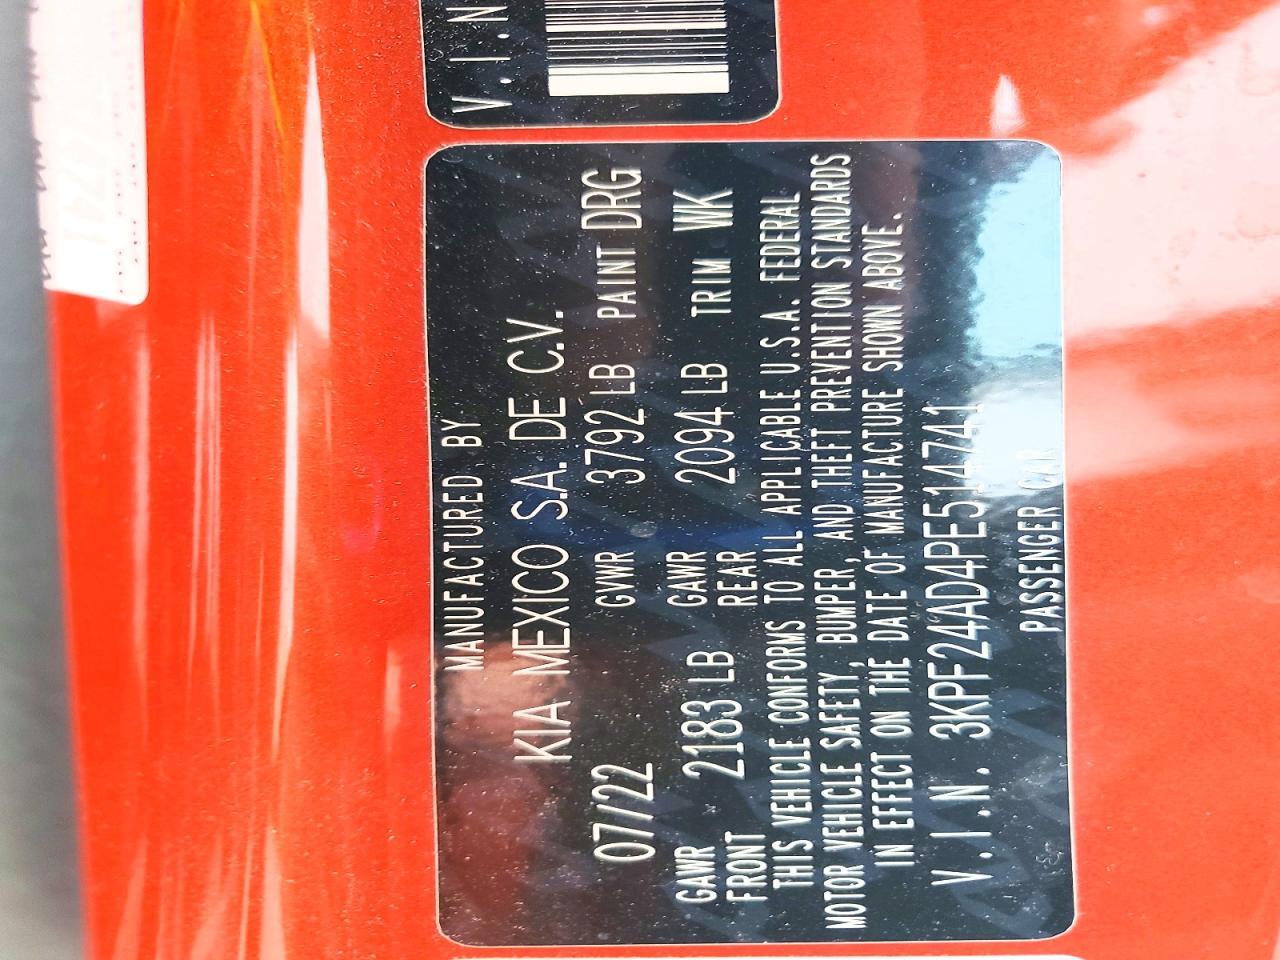 V.I.N
MANUFACTURED BY
KIA MEXICO S.A. DE C.V.
07/22 GVWR 3792 LB PAINT DRG
GAWR FRONT 2183 LB GAWR REAR 2094 LB TRIM WK
THIS VEHICLE CONFORMS TO ALL APPLICABLE U.S.A. FEDERAL
MOTOR VEHICLE SAFETY, BUMPER, AND THEFT PREVENTION STANDARDS
IN EFFECT ON THE DATE OF MANUFACTURE SHOWN ABOVE.
V.I.N. 3KPF24AD4PE514741
PASSENGER CAR